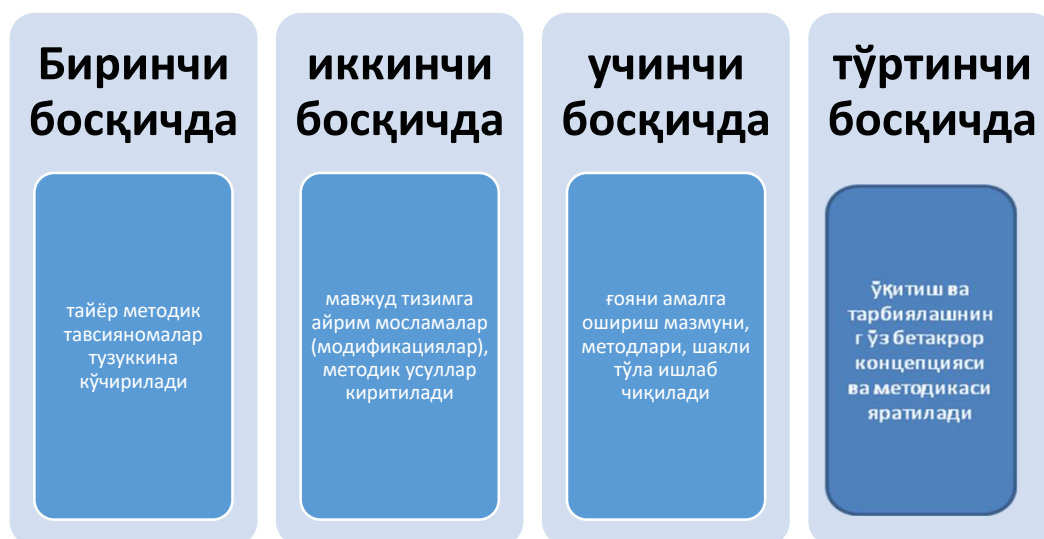 Биринчи
босқичда
тайёр методик
тавсияномалар
тузуккина
кўчирилади
иккинчи
босқичда
мавжуд тизимга
айрим мосламалар
(модификациялар),
методик усуллар
киритилади
учинчи
босқичда
ғояни амалга
ошириш мазмуни,
методлари, шакли
тўла ишлаб
чиқилади
тўртинчи
босқичда
ўқитиш ва
тарбиялашнин
г ўз бетакрор
концепцияси
ва методикаси
яратилади